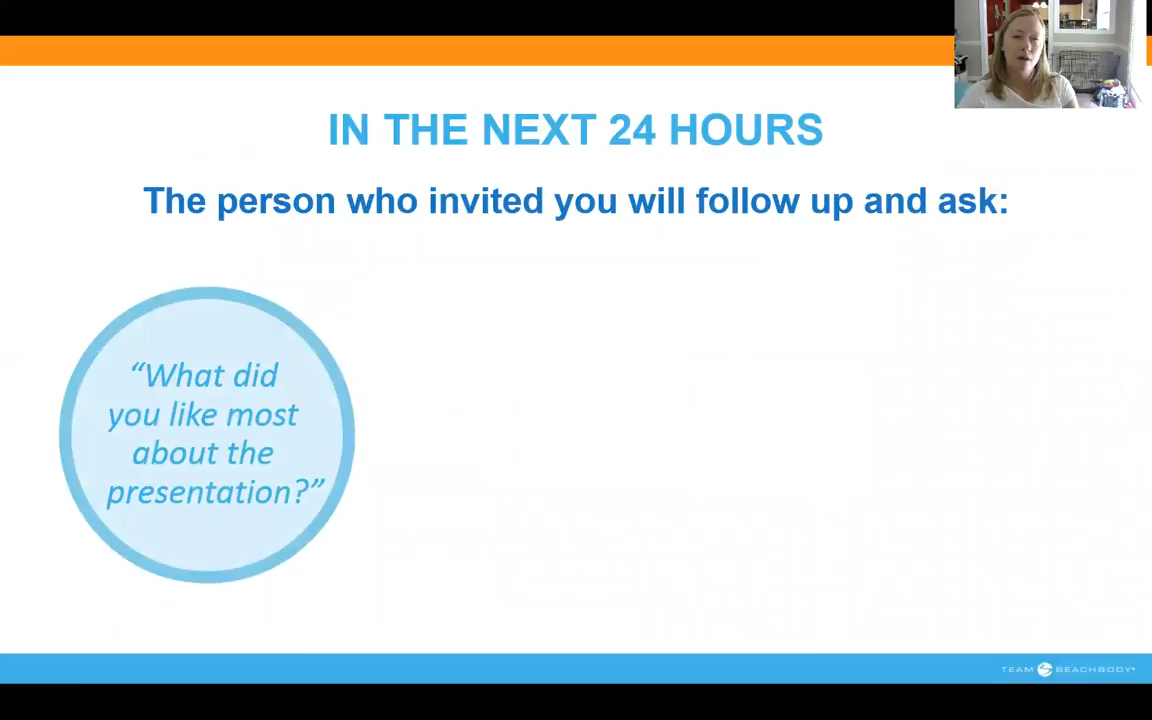 IN THE NEXT 24 HOURS
The person who invited you will follow up and ask:
“What did
you like most
about the
presentation?”
TEAM BEACHBODY®